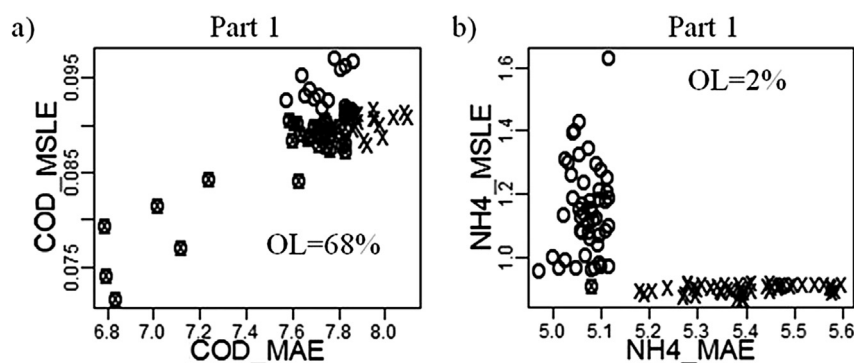 a) Part 1
COD_MSLE
0.075 0.085 0.095
OL=68%
6.8 7.0 7.2 7.4 7.6 7.8 8.0
COD_MAE
b) Part 1
NH4_MSLE
1.0 1.2 1.4 1.6
OL=2%
5.0 5.1 5.2 5.3 5.4 5.5 5.6
NH4_MAE